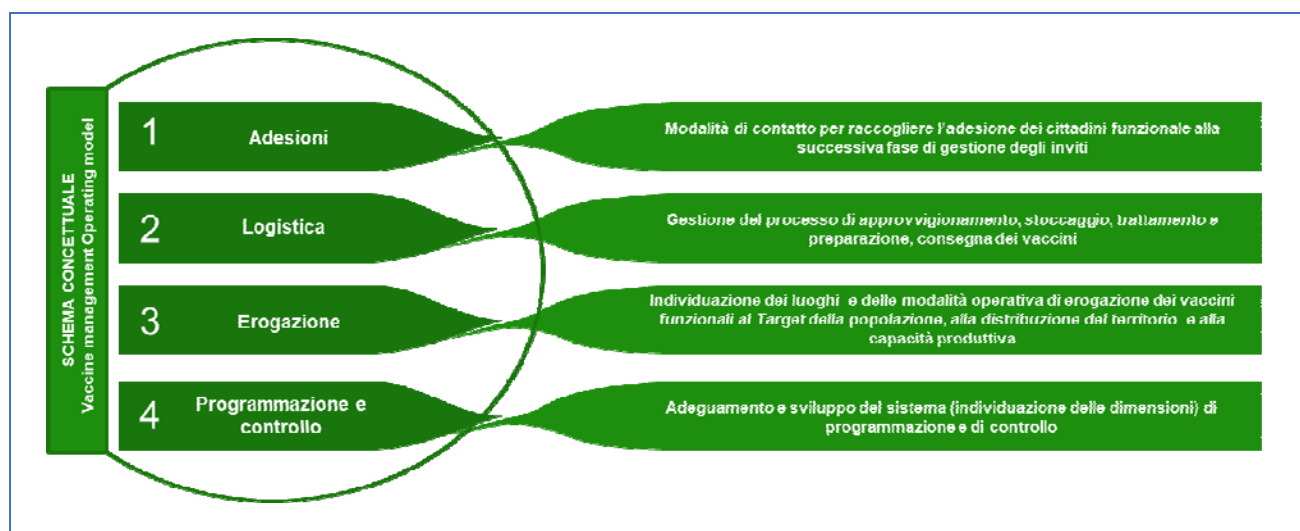 SCHEMA CONCETTUALE
Vaccine management Operating model
1
Adesioni
Modalità di contatto per raccogliere l'adesione dei cittadini funzionale alla
successiva fase di gestione degli inviti
2
Logistica
Gestione del processo di approvvigionamento, stoccaggio, trattamento e
preparazione, consegna dei vaccini
3
Erogazione
Individuazione dei luoghi e delle modalità operativa di erogazione dei vaccini
funzionali al Target della popolazione, alla distribuzione del territorio e alla
capacità produttiva
4
Programmazione e
controllo
Adeguamento e sviluppo del sistema (individuazione delle dimensioni) di
programmazione e di controllo